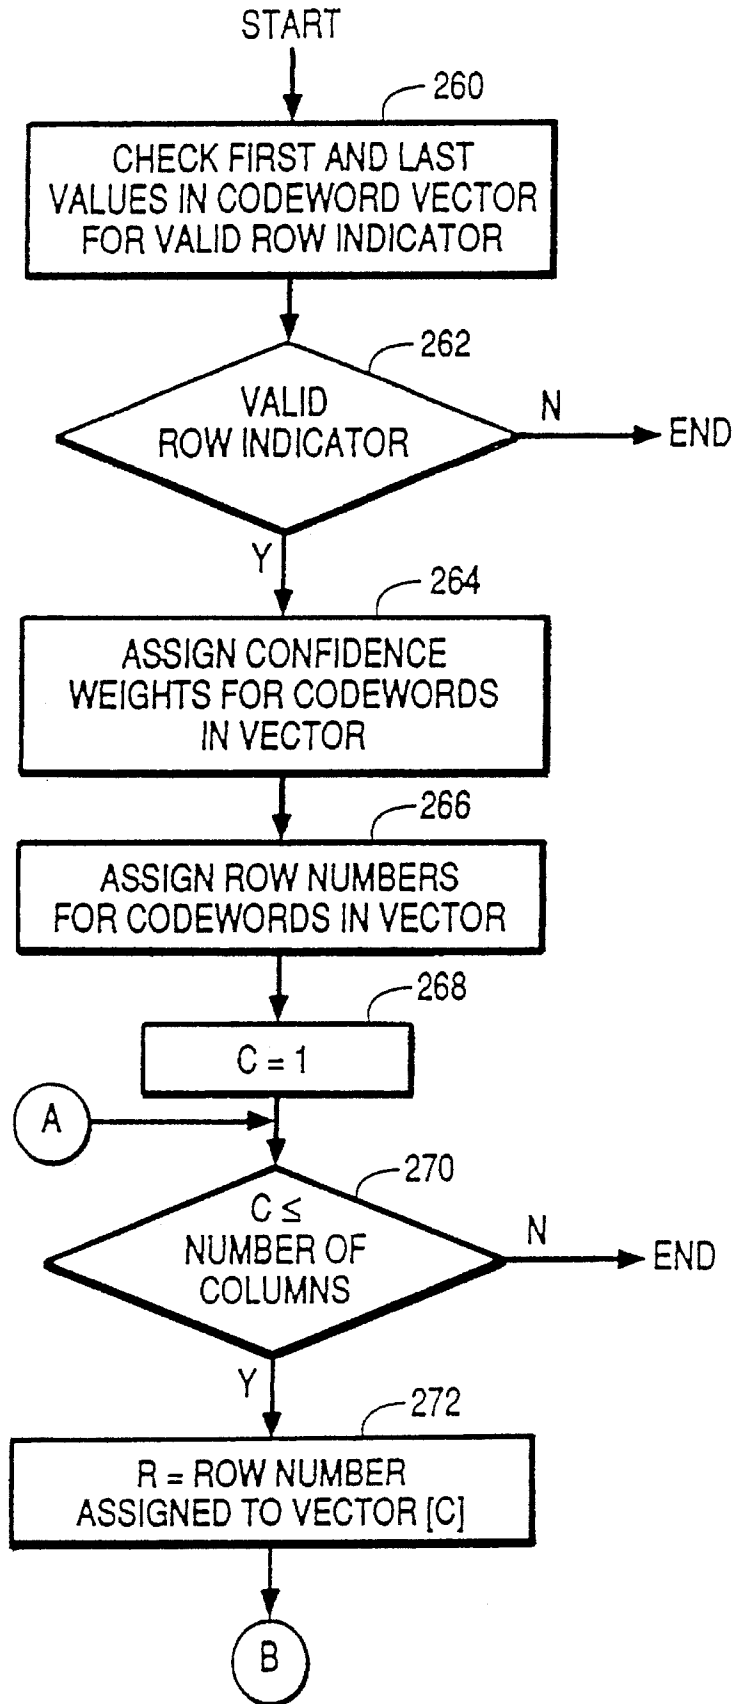 START
260
CHECK FIRST AND LAST
VALUES IN CODEWORD VECTOR
FOR VALID ROW INDICATOR
262
VALID
ROW INDICATOR
N
END
Y
264
ASSIGN CONFIDENCE
WEIGHTS FOR CODEWORDS
IN VECTOR
266
ASSIGN ROW NUMBERS
FOR CODEWORDS IN VECTOR
268
C = 1
A
270
C ≤
NUMBER OF
COLUMNS
N
END
Y
272
R = ROW NUMBER
ASSIGNED TO VECTOR [C]
B